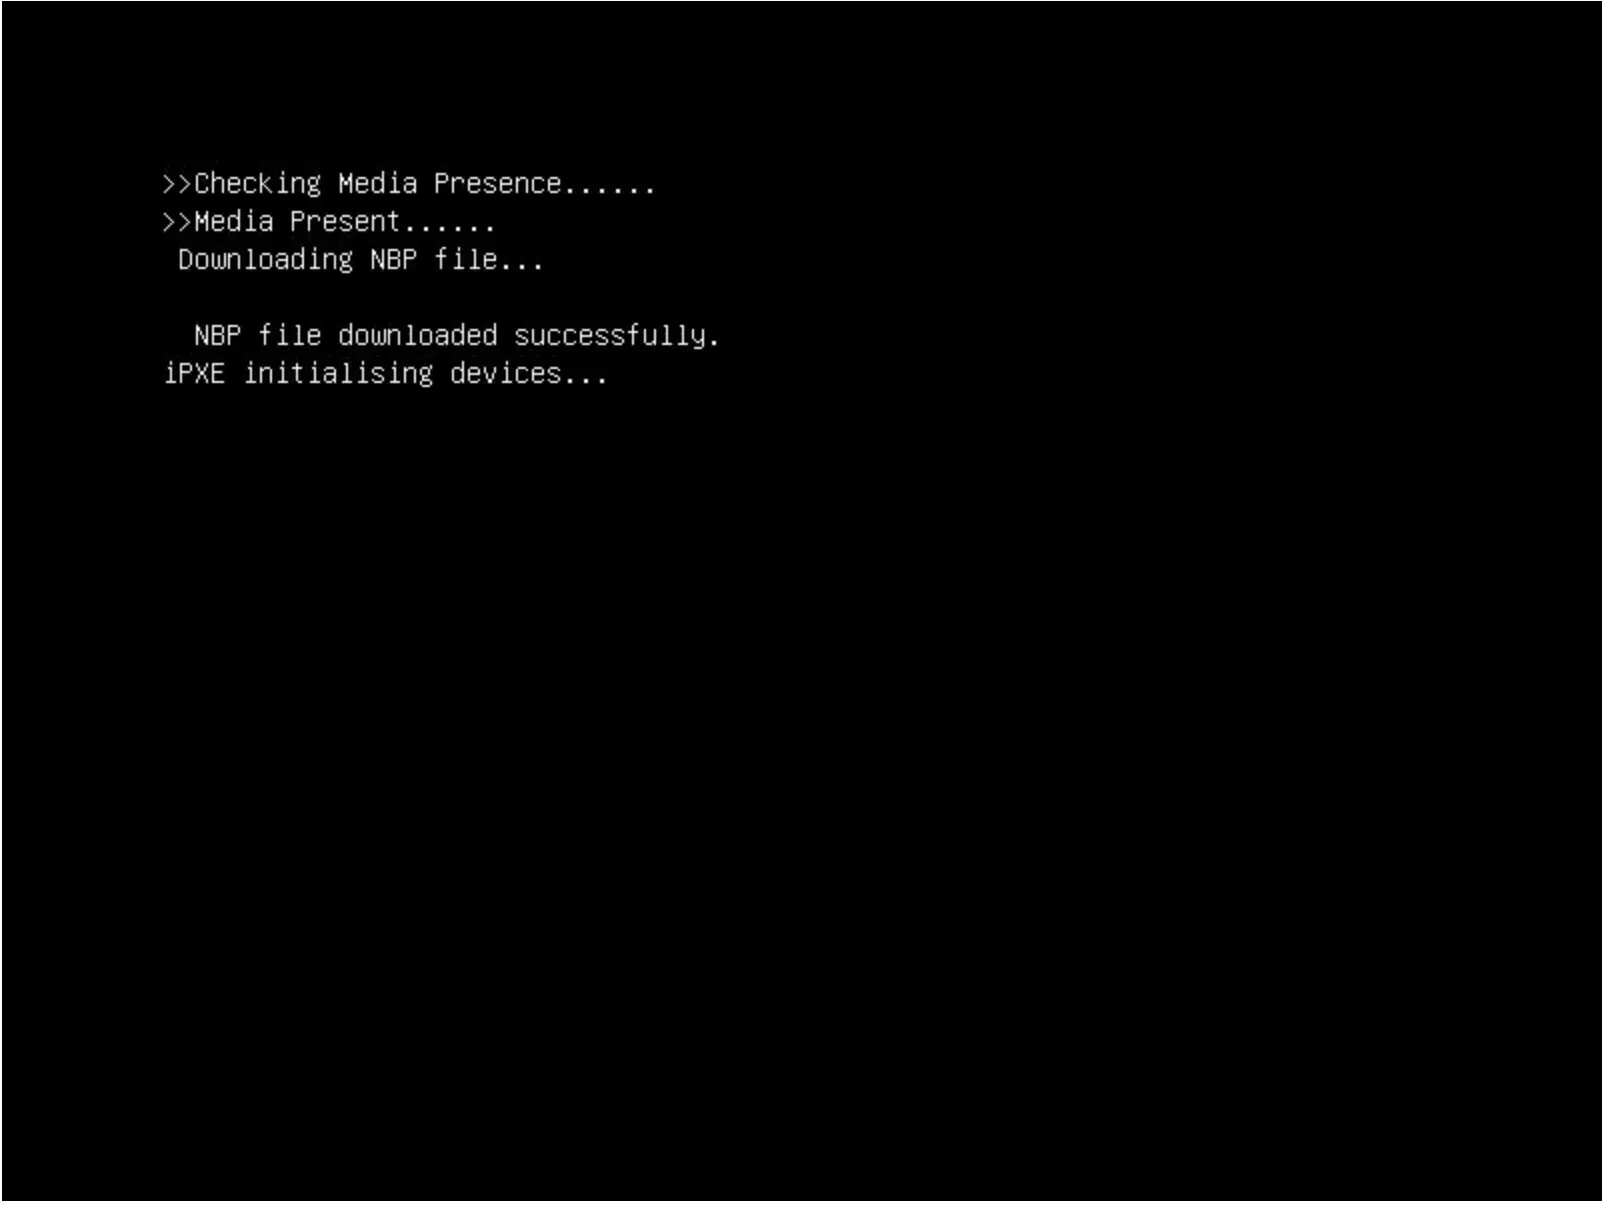 >>Checking Media Presence......
>>Media Present......
Downloading NBP file...
NBP file downloaded successfully.
iPXE initialising devices...